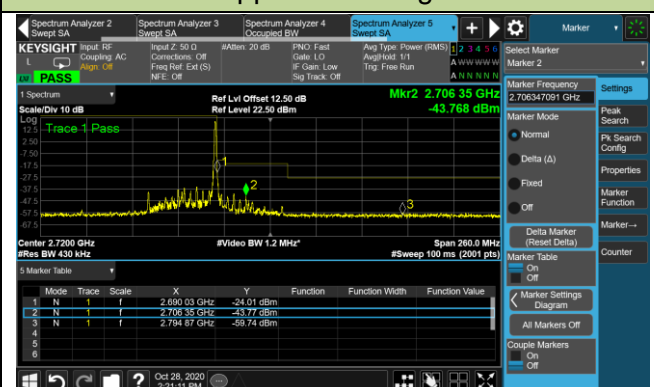 Spectrum Analyzer 2 Swept SA
Spectrum Analyzer 3 Swept SA
Spectrum Analyzer 4 Occupied BW
Spectrum Analyzer 5 Swept SA
Marker
KEYSIGHT Input: RF
Coupling: AC
Align: Off
Input Z: 50 Ω
Corrections: Off
Freq Ref: Ext (S)
NFE: Off
#Atten: 20 dB
PNO: Fast
Gate: LO
IF Gain: Low
Sig Track: Off
Avg Type: Power (RMS)
Avg|Hold: 1/1
Trig: Free Run
1 2 3 4 5 6
A W W W W W
A N N N N N
L
PASS
Select Marker
Marker 2
1 Spectrum
Scale/Div 10 dB
Ref Lvl Offset 12.50 dB
Ref Level 22.50 dBm
Mkr2 2.706 35 GHz
-43.768 dBm
Log
Trace 1 Pass
12.5
2.50
-7.50
-17.5
-27.5
-37.5
-47.5
-57.5
-67.5
1
2
3
Center 2.7200 GHz
#Res BW 430 kHz
#Video BW 1.2 MHz*
Span 260.0 MHz
#Sweep 100 ms (2001 pts)
5 Marker Table
Mode Trace Scale X Y Function Function Width Function Value
1 N 1 f 2.690 03 GHz -24.01 dBm
2 N 1 f 2.706 35 GHz -43.77 dBm
3 N 1 f 2.794 87 GHz -59.74 dBm
4
5
6
Marker Frequency
2.706347091 GHz
Marker Mode
Normal
Delta (Δ)
Fixed
Off
Delta Marker
(Reset Delta)
Marker Table
On
Off
Marker Settings
Diagram
All Markers Off
Couple Markers
On
Off
Settings
Peak
Search
Pk Search
Config
Properties
Marker
Function
Marker→
Counter
?
Oct 28, 2020
2:21:11 PM